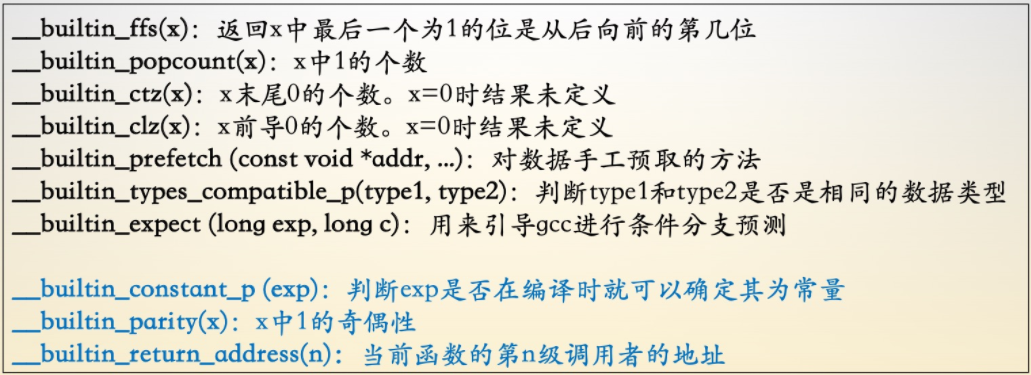 __builtin_ffs(x)：返回x中最后一个为1的位是从后向前的第几位
__builtin_popcount(x)：x中1的个数
__builtin_ctz(x)：x末尾0的个数。x=0时结果未定义
__builtin_clz(x)：x前导0的个数。x=0时结果未定义
__builtin_prefetch (const void *addr, ...)：对数据手工预取的方法
__builtin_types_compatible_p(type1, type2)：判断type1和type2是否是相同的数据类型
__builtin_expect (long exp, long c)：用来引导gcc进行条件分支预测
__builtin_constant_p (exp)：判断exp是否在编译时就可以确定其为常量
__builtin_parity(x)：x中1的奇偶性
__builtin_return_address(n)：当前函数的第n级调用者的地址